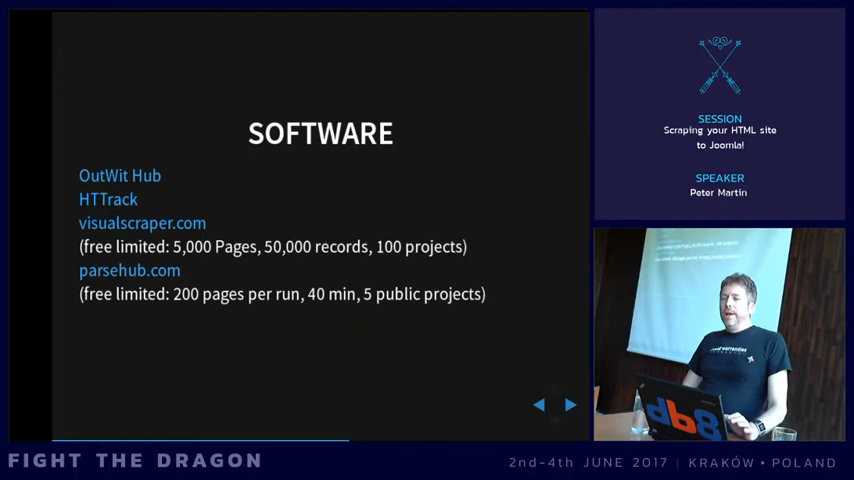 SOFTWARE
OutWit Hub
HTTrack
visualscraper.com
(free limited: 5,000 Pages, 50,000 records, 100 projects)
parsehub.com
(free limited: 200 pages per run, 40 min, 5 public projects)
SESSION
Scraping your HTML site
to Joomla!
SPEAKER
Peter Martin
db8
FIGHT THE DRAGON
2nd-4th JUNE 2017 | KRAKÓW • POLAND